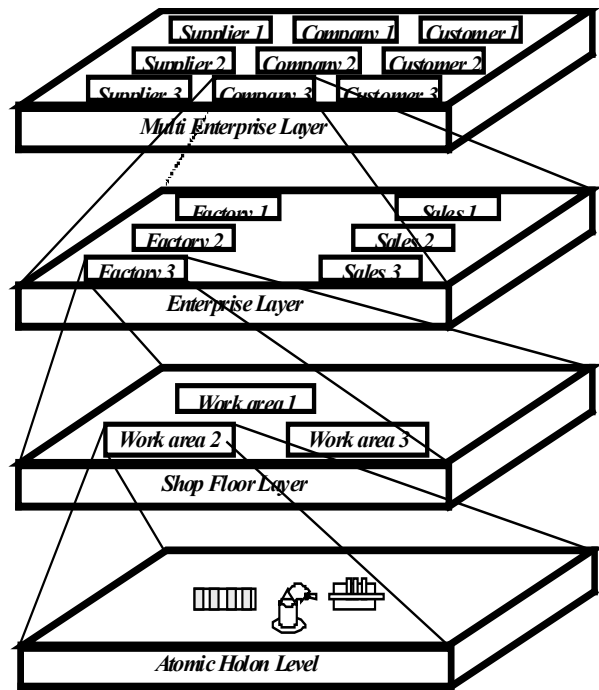 Supplier 1 Company 1 Customer 1
Supplier 2 Company 2 Customer 2
Supplier 3 Company 3 Customer 3
Multi Enterprise Layer
Factory 1 Sales 1
Factory 2 Sales 2
Factory 3 Sales 3
Enterprise Layer
Work area 1
Work area 2 Work area 3
Shop Floor Layer
Atomic Holon Level